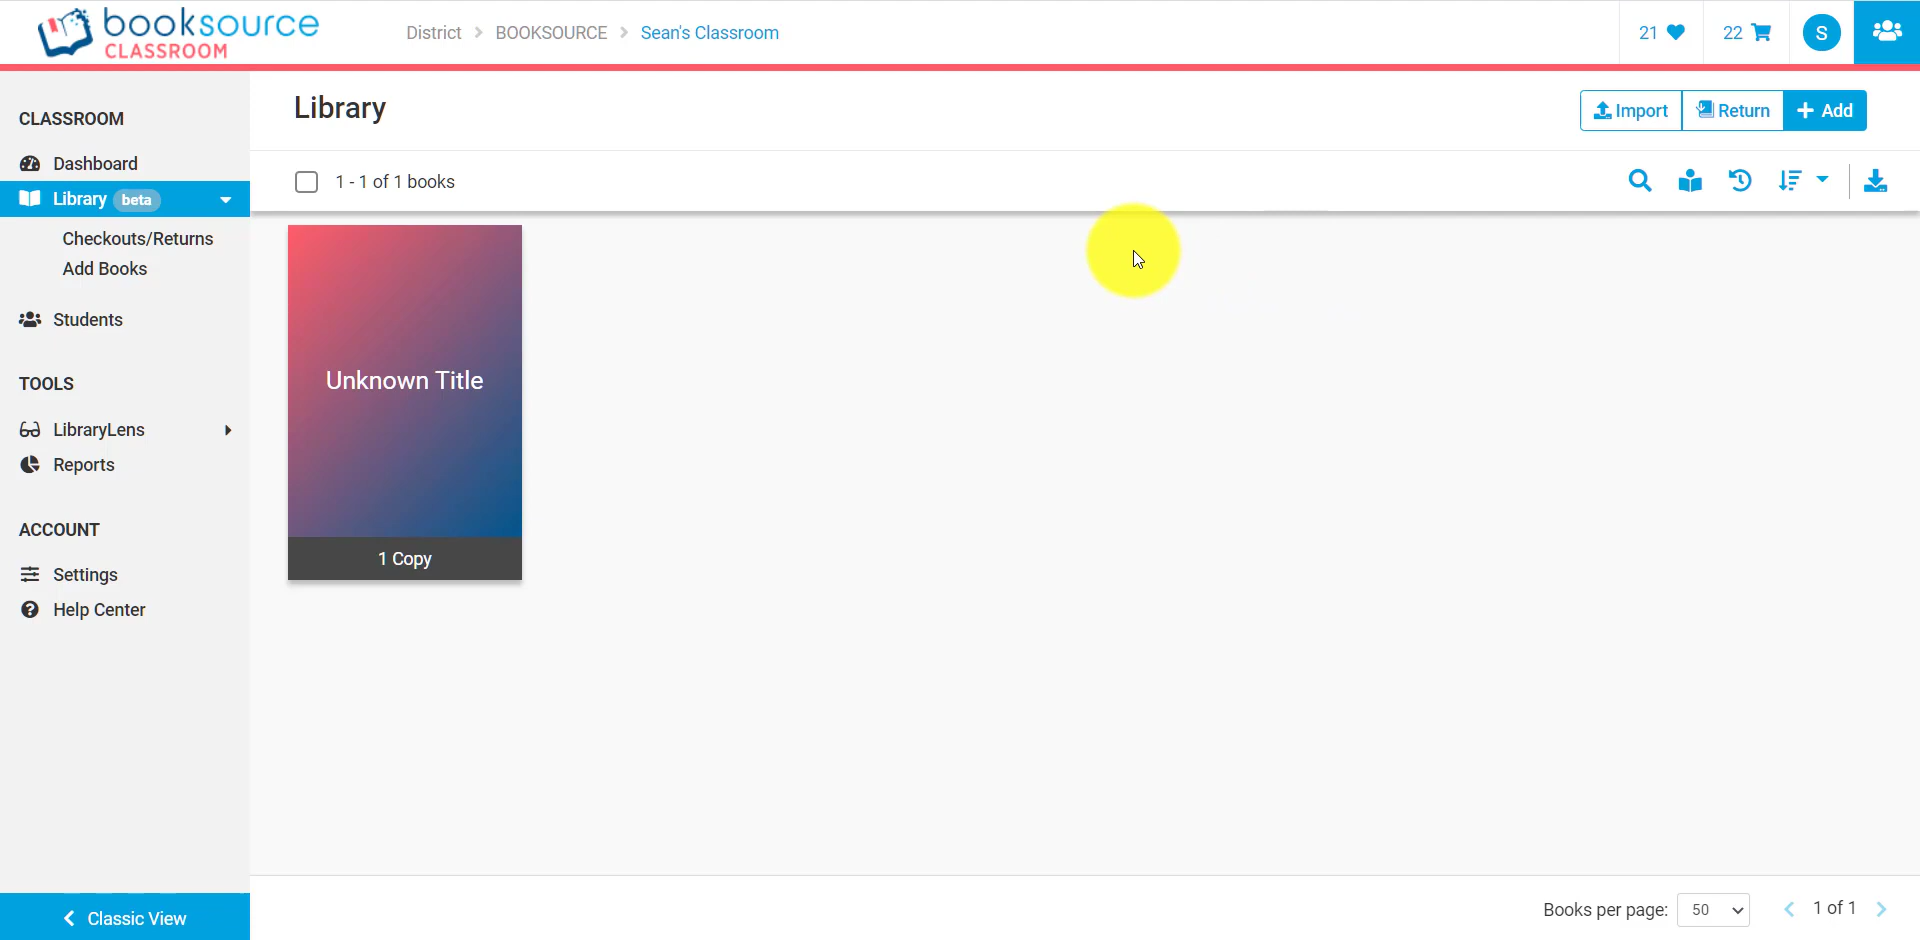 booksource
CLASSROOM
District > BOOKSOURCE > Sean's Classroom
21
22
S
CLASSROOM
Dashboard
Library beta
Checkouts/Returns
Add Books
Students
TOOLS
LibraryLens
Reports
ACCOUNT
Settings
Help Center
Classic View
Library
Import
Return
+ Add
1 - 1 of 1 books
Unknown Title
1 Copy
Books per page: 50
1 of 1